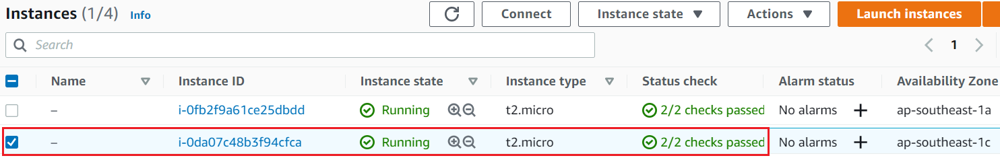 Instances (1/4) Info Connect Instance state Actions Launch instances
Search 1
Name Instance ID Instance state Instance type Status check Alarm status Availability Zone
– i-0fb2f9a61ce25dbdd Running t2.micro 2/2 checks passed No alarms + ap-southeast-1a
– i-0da07c48b3f94cfca Running t2.micro 2/2 checks passed No alarms + ap-southeast-1c